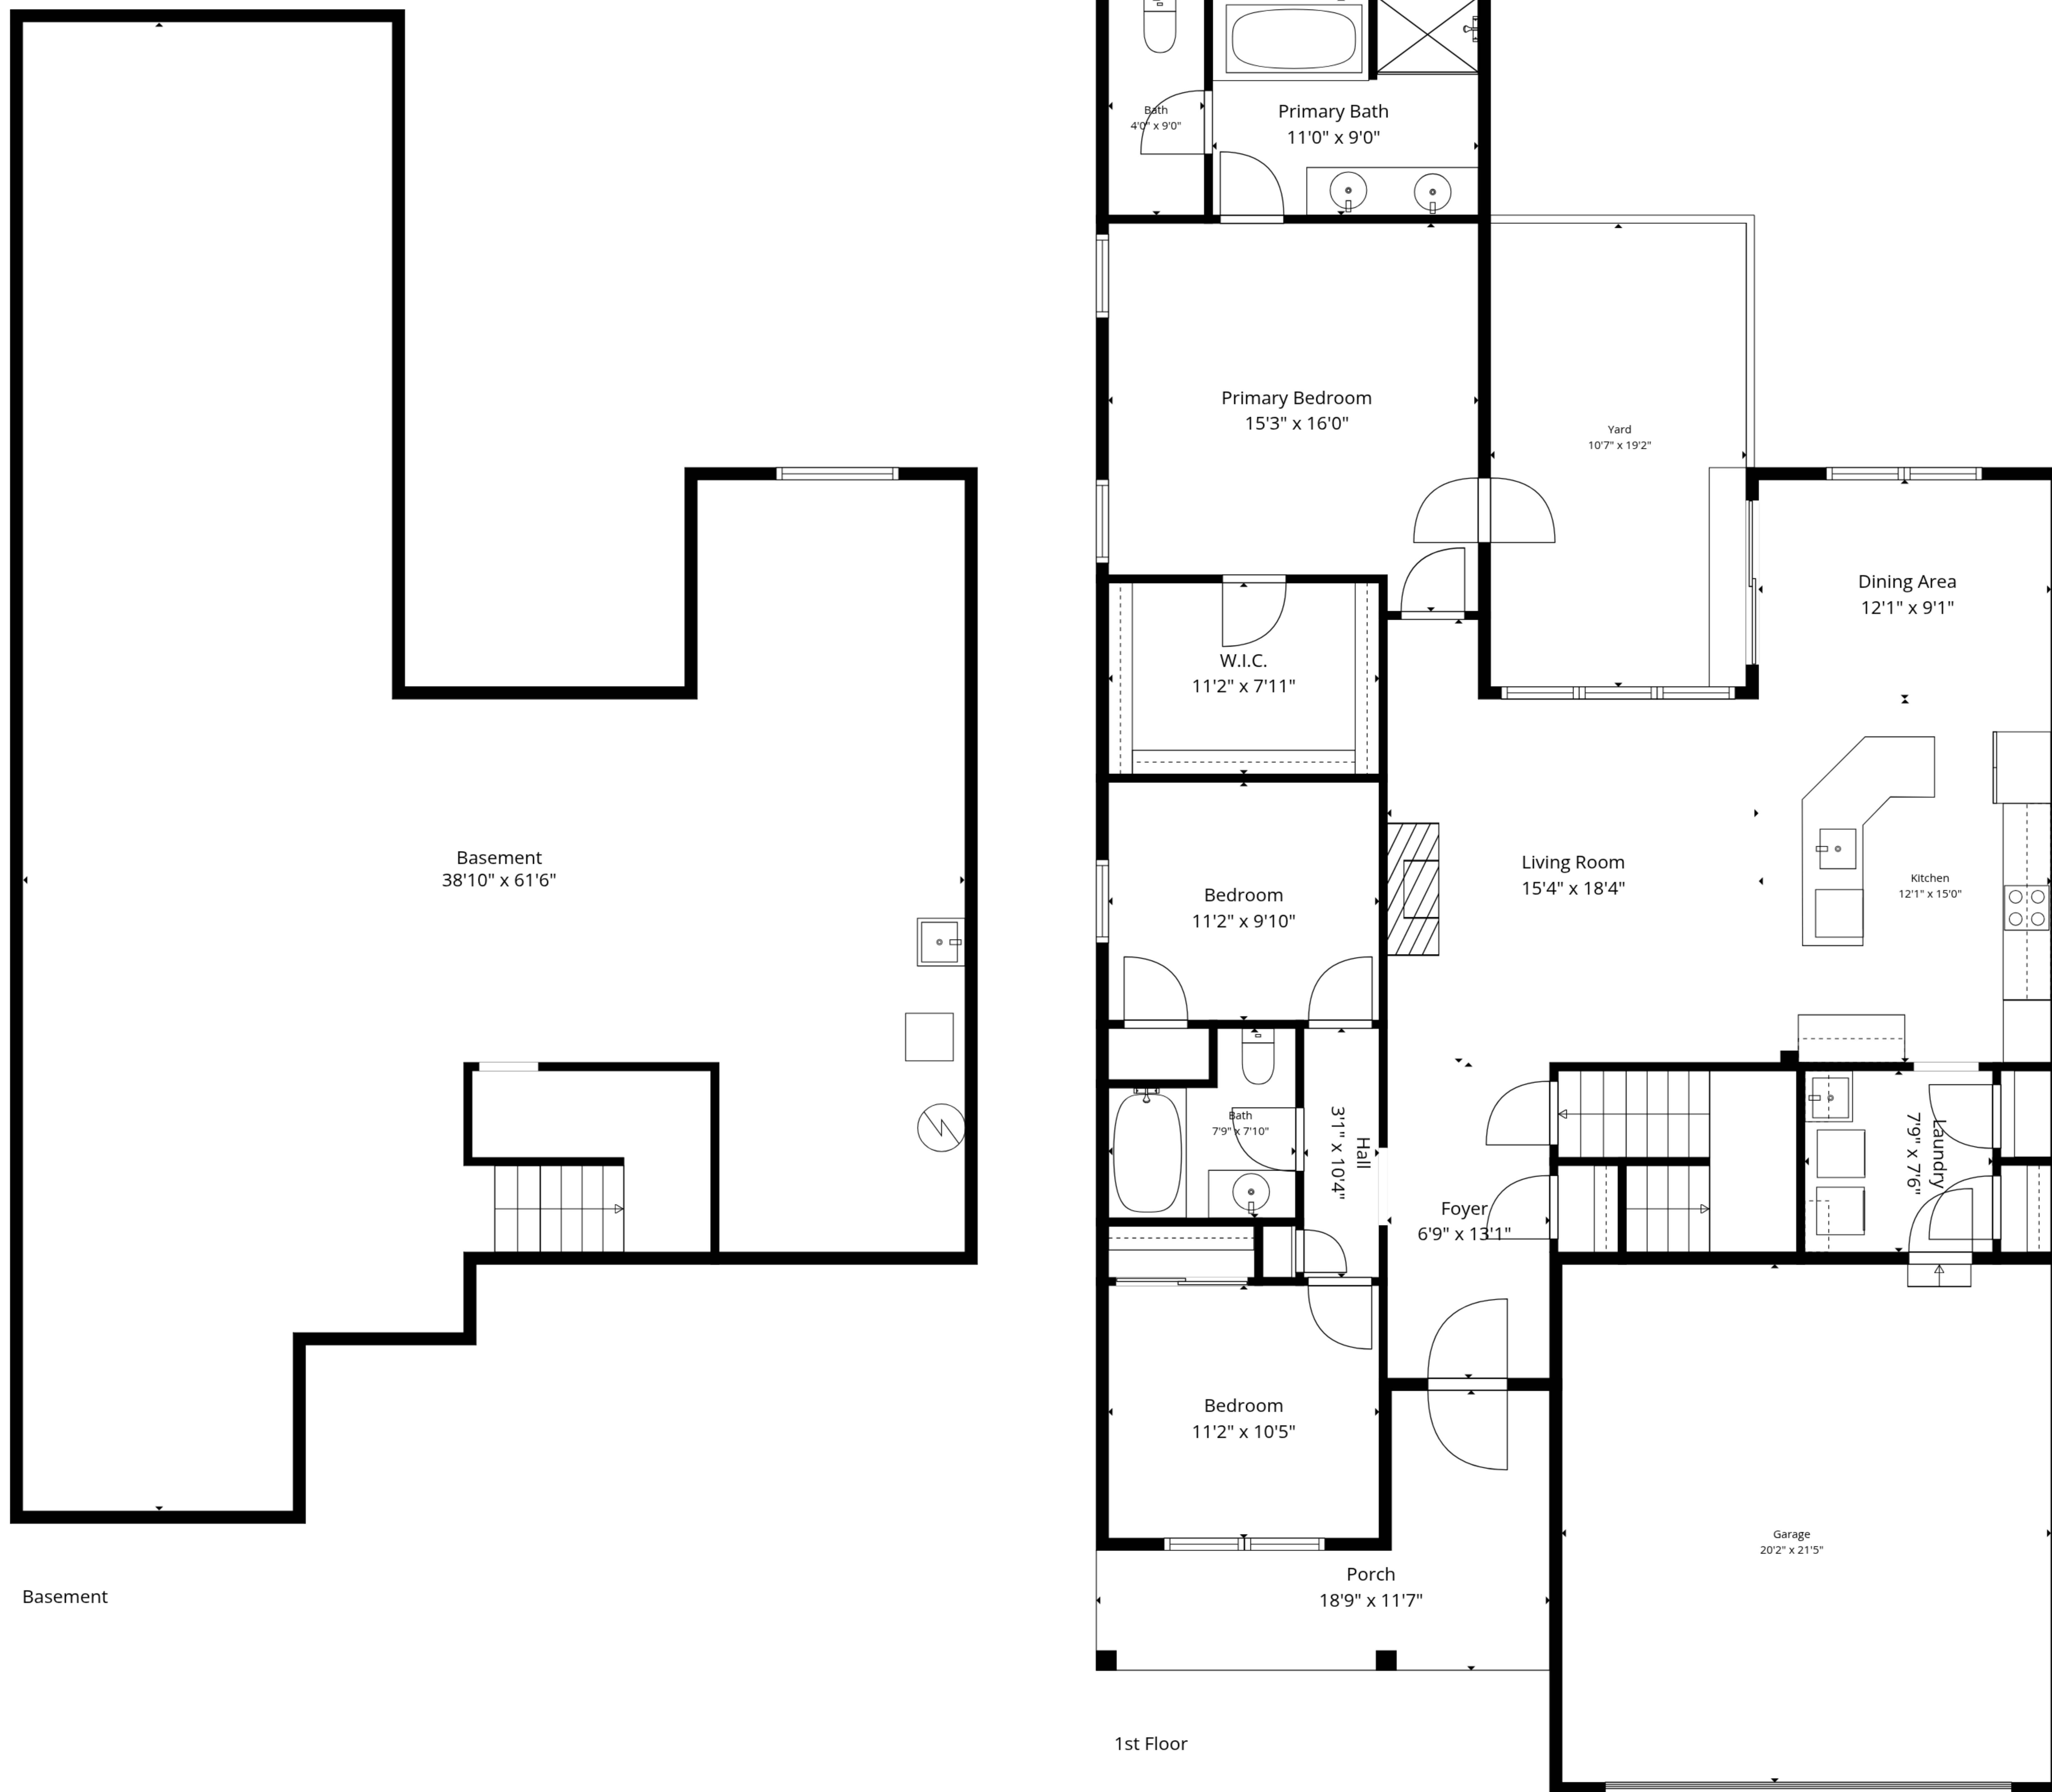 Bath
4'0" x 9'0"
Primary Bath
11'0" x 9'0"
Primary Bedroom
15'3" x 16'0"
Yard
10'7" x 19'2"
Dining Area
12'1" x 9'1"
W.I.C.
11'2" x 7'11"
Basement
38'10" x 61'6"
Bedroom
11'2" x 9'10"
Living Room
15'4" x 18'4"
Kitchen
12'1" x 15'0"
Bath
7'9" x 7'10"
Hall
3'1" x 10'4"
Laundry
7'9" x 7'6"
Foyer
6'9" x 13'1"
Bedroom
11'2" x 10'5"
Garage
20'2" x 21'5"
Porch
18'9" x 11'7"
Basement
1st Floor